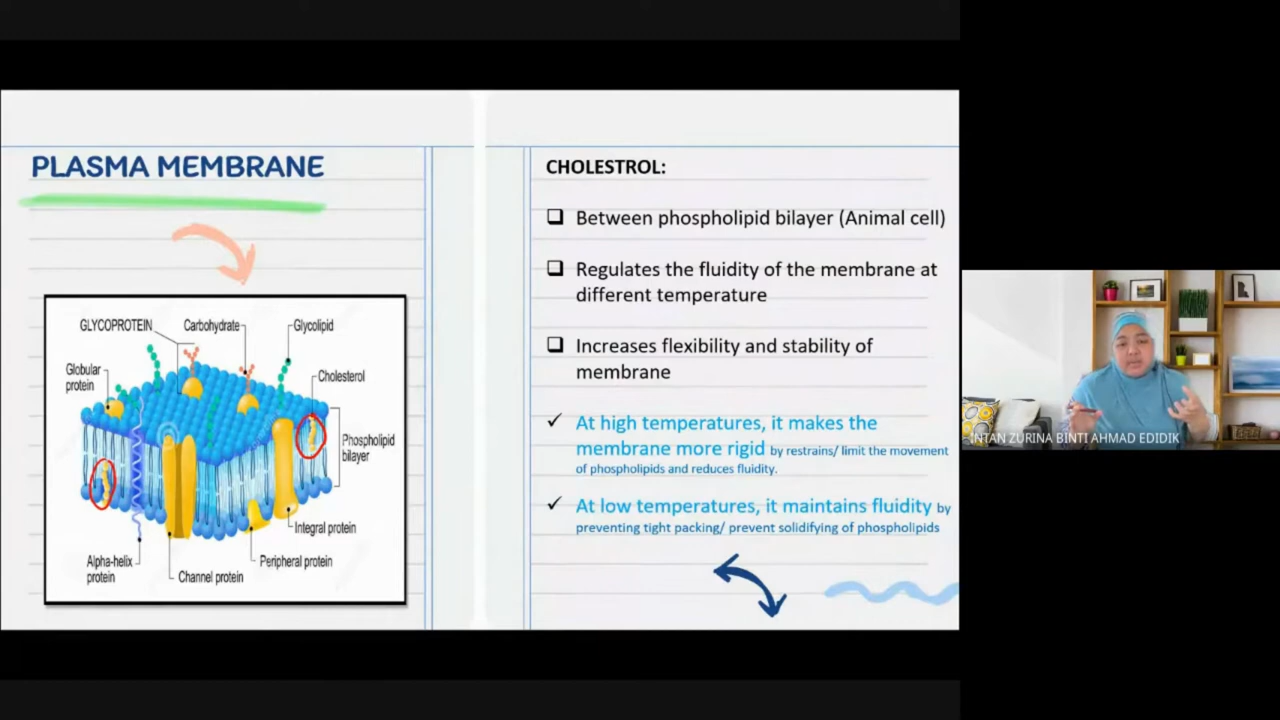 PLASMA MEMBRANE
GLYCOPROTEIN
Carbohydrate
Glycolipid
Globular
protein
Cholesterol
Phospholipid
bilayer
Integral protein
Peripheral protein
Alpha-helix
protein
Channel protein
CHOLESTROL:
❑ Between phospholipid bilayer (Animal cell)
❑ Regulates the fluidity of the membrane at
different temperature
❑ Increases flexibility and stability of
membrane
✓ At high temperatures, it makes the
membrane more rigid by restrains/ limit the movement
of phospholipids and reduces fluidity.
✓ At low temperatures, it maintains fluidity by
preventing tight packing/ prevent solidifying of phospholipids
INTAN ZURINA BINTI AHMAD EDIDIK